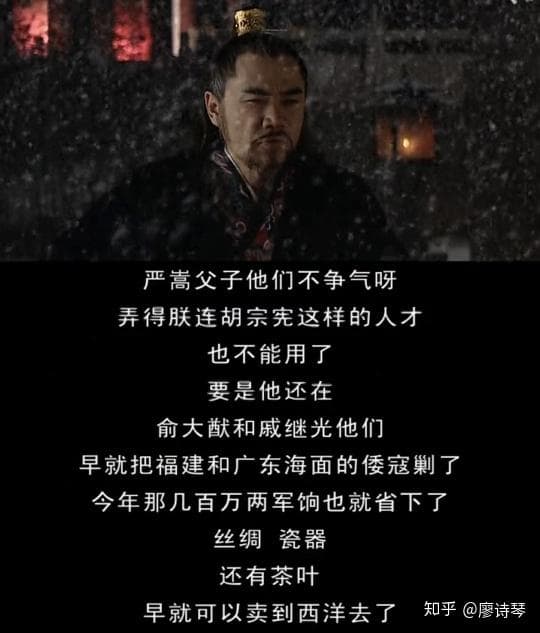 严嵩父子他们不争气呀
弄得朕连胡宗宪这样的人才
也不能用了
要是他还在
俞大猷和戚继光他们
早就把福建和广东海面的倭寇剿了
今年那几百万两军饷也就省下了
丝绸 瓷器
还有茶叶
早就可以卖到西洋去了
知乎 @廖诗琴